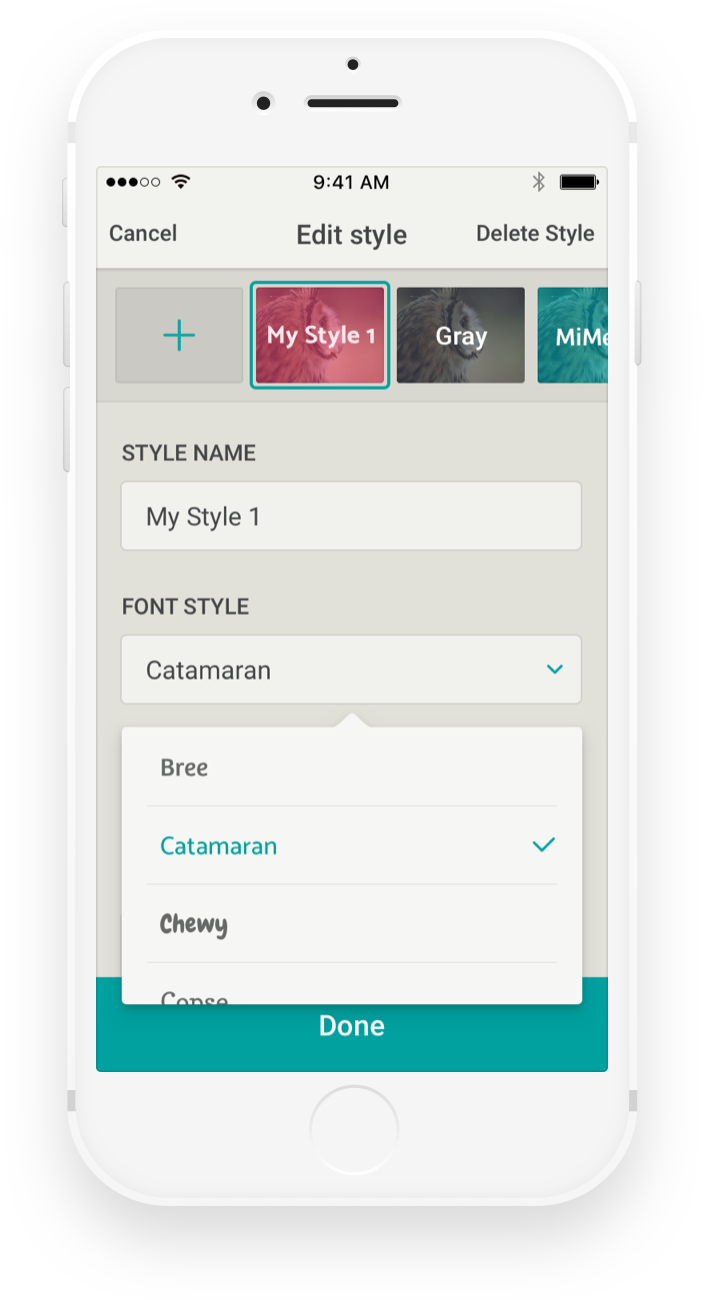 9:41 AM
Cancel Edit style Delete Style
My Style 1 Gray
STYLE NAME
My Style 1
FONT STYLE
Catamaran
Bree
Catamaran
Chewy
Copse
Done